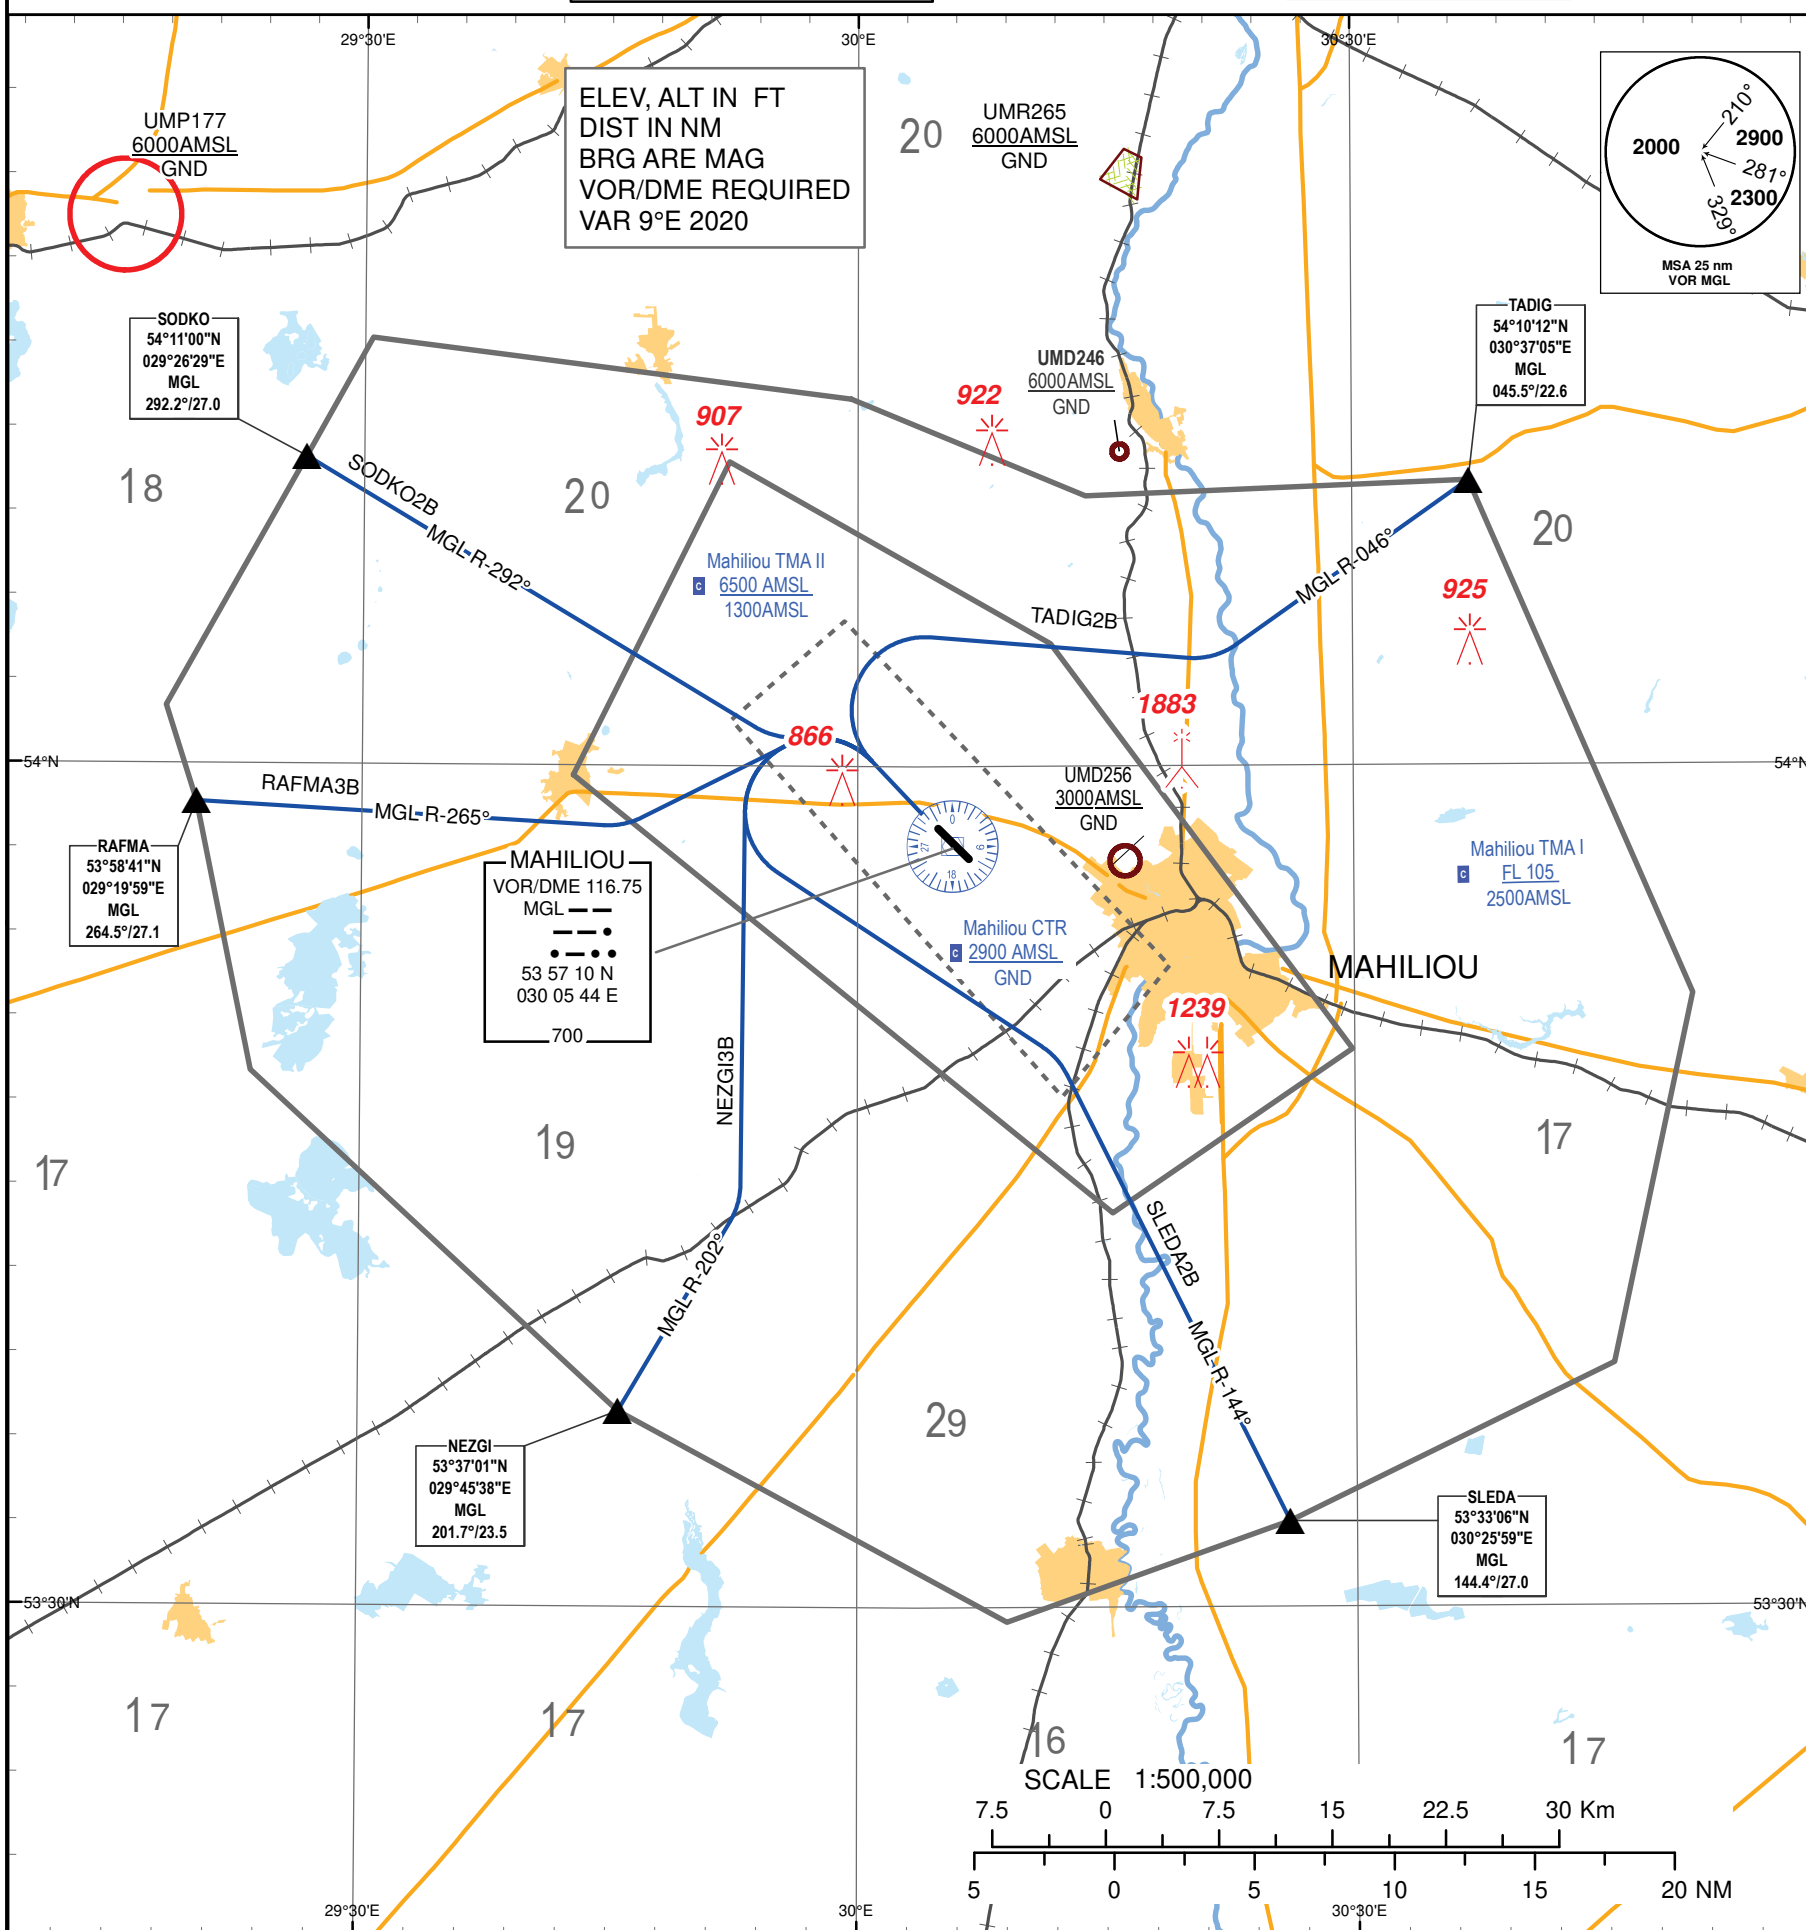 29°30'E
30°E
30°30'E
UMP177
6000AMSL
GND
ELEV, ALT IN FT
DIST IN NM
BRG ARE MAG
VOR/DME REQUIRED
VAR 9°E 2020
20
UMR265
6000AMSL
GND
2000
210°
2900
281°
2300
329°
MSA 25 nm
VOR MGL
SODKO
54°11'00"N
029°26'29"E
MGL
292.2°/27.0
TADIG
54°10'12"N
030°37'05"E
MGL
045.5°/22.6
UMD246
6000AMSL
GND
907
922
18
20
20
SODKO2B
MGL-R-292°
MGL-R-046°
Mahiliou TMA II
C 6500 AMSL
1300AMSL
TADIG2B
925
1883
866
54°N
54°N
RAFMA3B
MGL-R-265°
UMD256
3000AMSL
GND
0
9
18
27
RAFMA
53°58'41"N
029°19'59"E
MGL
264.5°/27.1
MAHILIOU
VOR/DME 116.75
MGL
53 57 10 N
030 05 44 E
700
Mahiliou TMA I
C FL 105
2500AMSL
Mahiliou CTR
C 2900 AMSL
GND
MAHILIOU
1239
NEZGI3B
19
17
17
SLEDA2B
MGL-R-202°
MGL-R-144°
29
NEZGI
53°37'01"N
029°45'38"E
MGL
201.7°/23.5
SLEDA
53°33'06"N
030°25'59"E
MGL
144.4°/27.0
53°30'N
53°30'N
17
17
16
17
SCALE 1:500,000
7.5 0 7.5 15 22.5 30 Km
5 0 5 10 15 20 NM
29°30'E
30°E
30°30'E